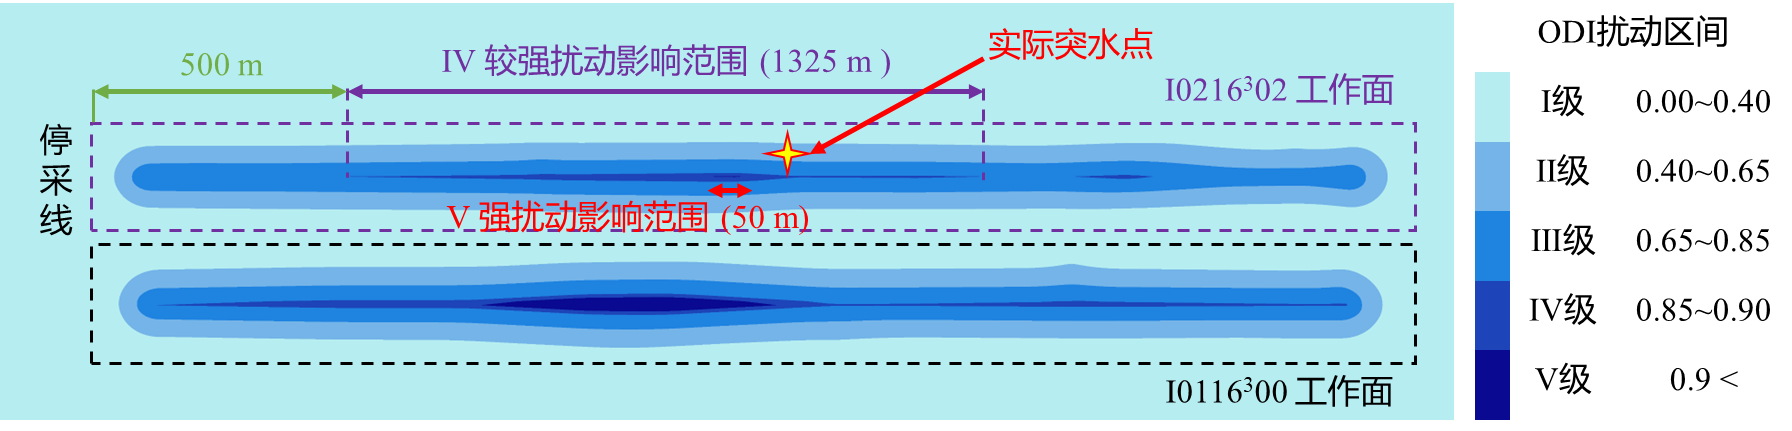 500 m
IV 较强扰动影响范围 (1325 m )
实际突水点
I0216³02 工作面
停采线
V 强扰动影响范围 (50 m)
I0116³00 工作面
ODI扰动区间
I级 0.00~0.40
II级 0.40~0.65
III级 0.65~0.85
IV级 0.85~0.90
V级 0.9 <